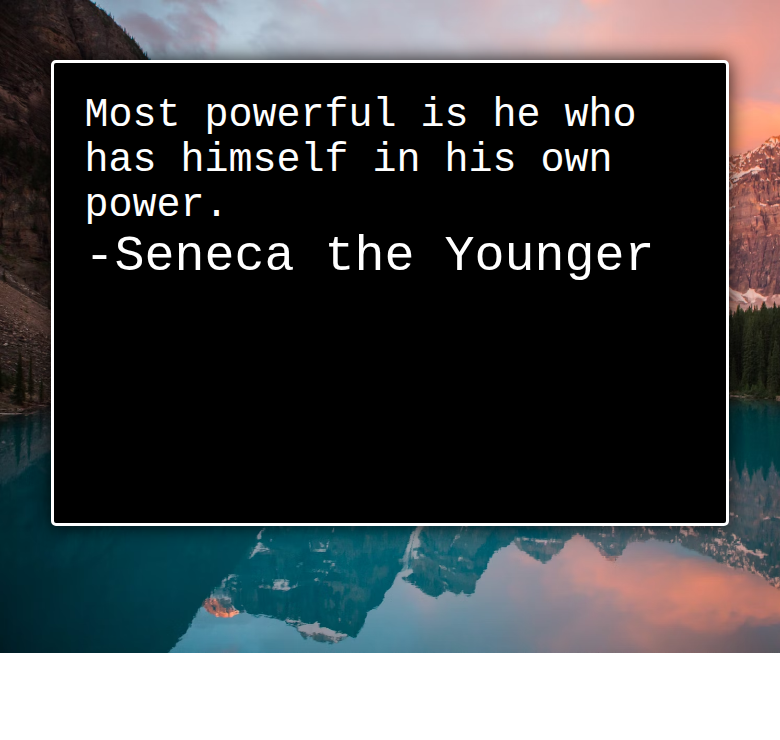 Most powerful is he who
has himself in his own
power.
-Seneca the Younger